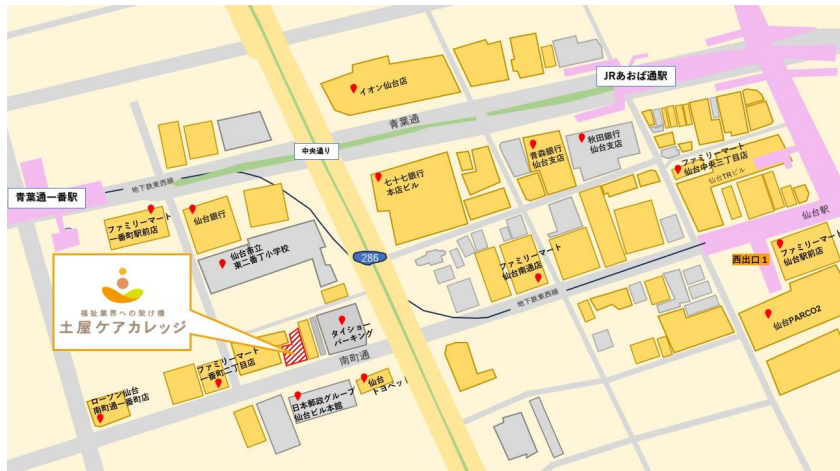 イオン仙台店
JRあおば通駅
青葉通
中央通り
秋田銀行
仙台支店
青森銀行
仙台支店
七十七銀行
本店ビル
ファミリーマート
仙台中央三丁目店
仙台TRビル
地下鉄東西線
青葉通一番駅
ファミリーマート
一番町駅前店
仙台銀行
仙台駅
仙台市立
東二番丁小学校
286
ファミリーマート
仙台南通店
西出口1
ファミリーマート
仙台駅前店
地下鉄東西線
福祉業界への架け橋
土屋ケアカレッジ
タイショー
パーキング
仙台PARCO2
南町通
ファミリーマート
一番町二丁目店
仙台
トヨペット
日本郵政グループ
仙台ビル本館
ローソン仙台
南町通一番町店